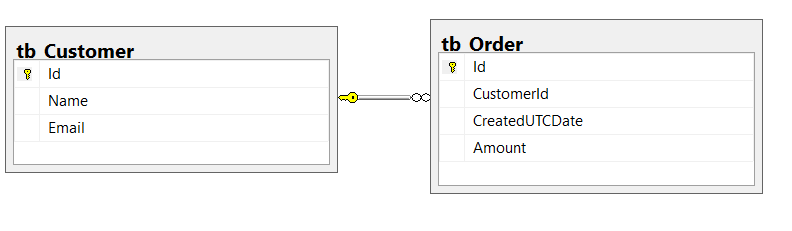 tb_Customer
Id
Name
Email
tb_Order
Id
CustomerId
CreatedUTCDate
Amount